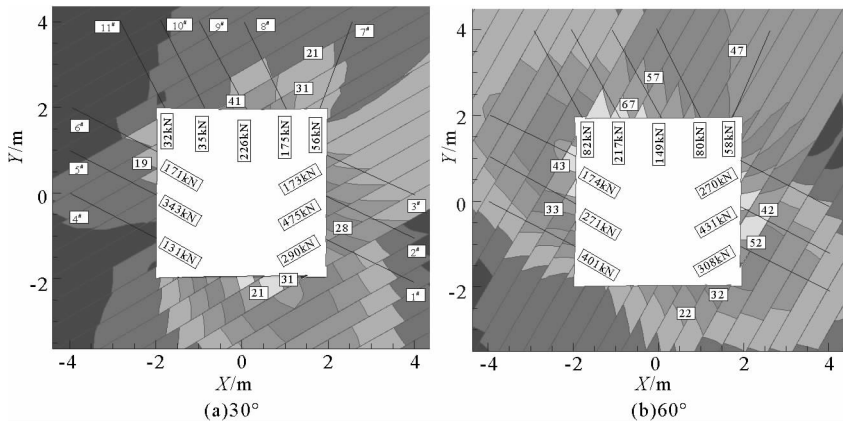 4
2
0
-2
Y/m
11#
10#
9#
8#
7#
21
31
41
6#
5#
4#
19
32kN
35kN
226kN
175kN
56kN
171kN
343kN
131kN
173kN
475kN
290kN
3#
2#
1#
28
31
21
-4
-2
0
2
4
X/m
(a)30°
4
2
0
-2
Y/m
47
57
67
43
33
82kN
217kN
149kN
80kN
58kN
174kN
271kN
401kN
270kN
431kN
308kN
42
52
32
22
-4
-2
0
2
4
X/m
(b)60°